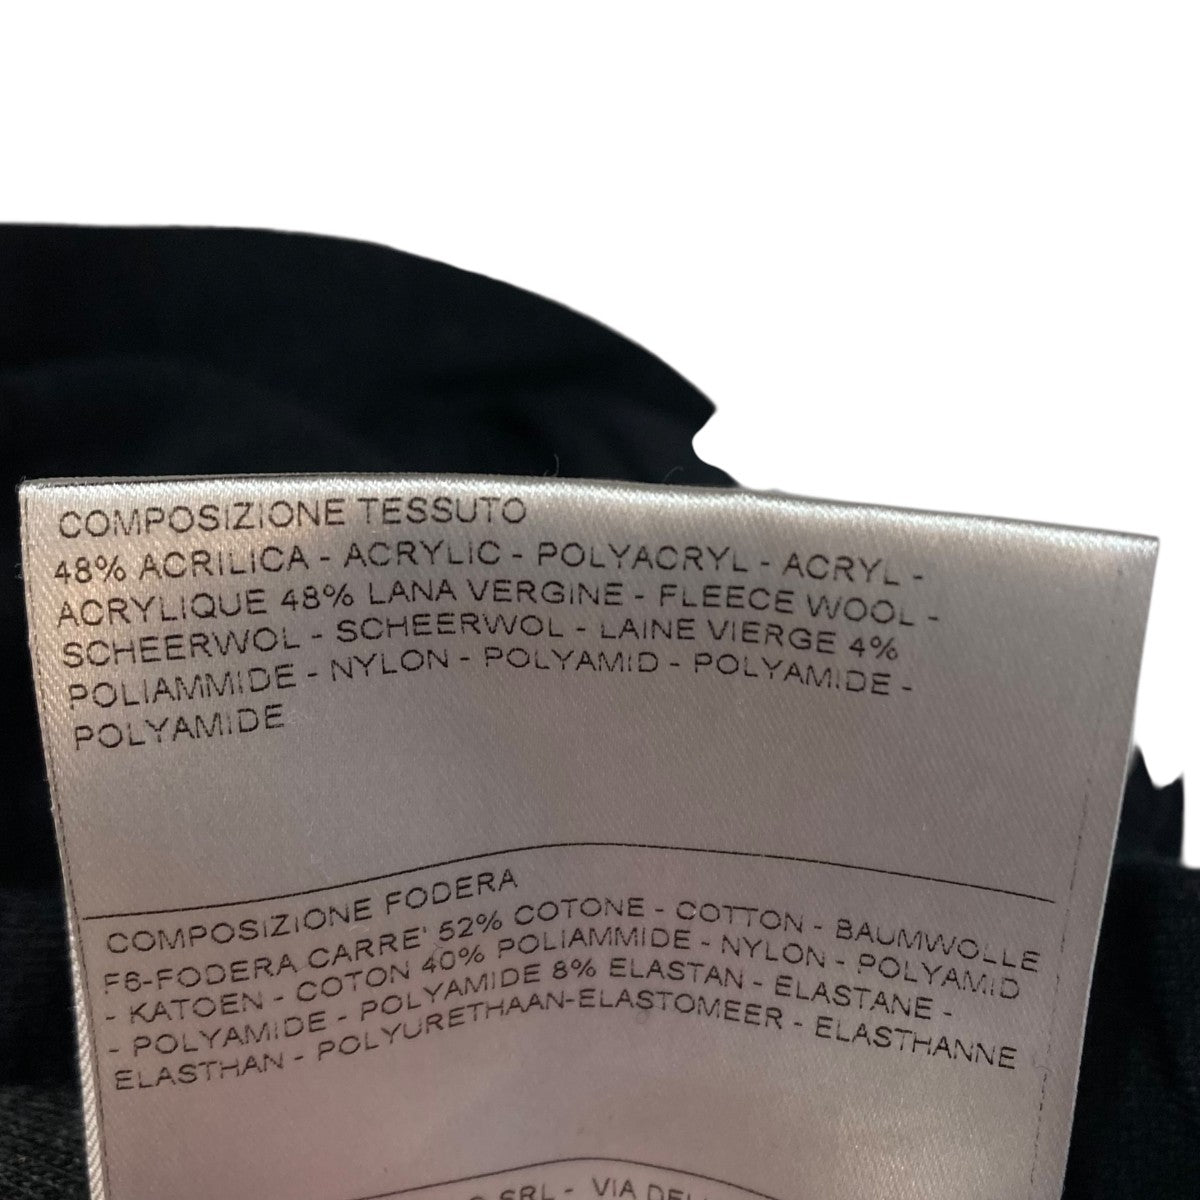 COMPOSIZIONE TESSUTO
48% ACRILICA - ACRYLIC - POLYACRYL - ACRYL -
ACRYLIQUE 48% LANA VERGINE - FLEECE WOOL -
SCHEERWOL - SCHEERWOL - LAINE VIERGE 4%
POLIAMMIDE - NYLON - POLYAMID - POLYAMIDE -
POLYAMIDE
COMPOSIZIONE FODERA
F6-FODERA CARRE' 52% COTONE - COTTON - BAUMWOLLE
- KATOEN - COTON 40% POLIAMMIDE - NYLON - POLYAMID
- POLYAMIDE - POLYAMIDE 8% ELASTAN - ELASTANE -
ELASTHAN - POLYURETHAAN-ELASTOMEER - ELASTHANNE
SRL - VIA